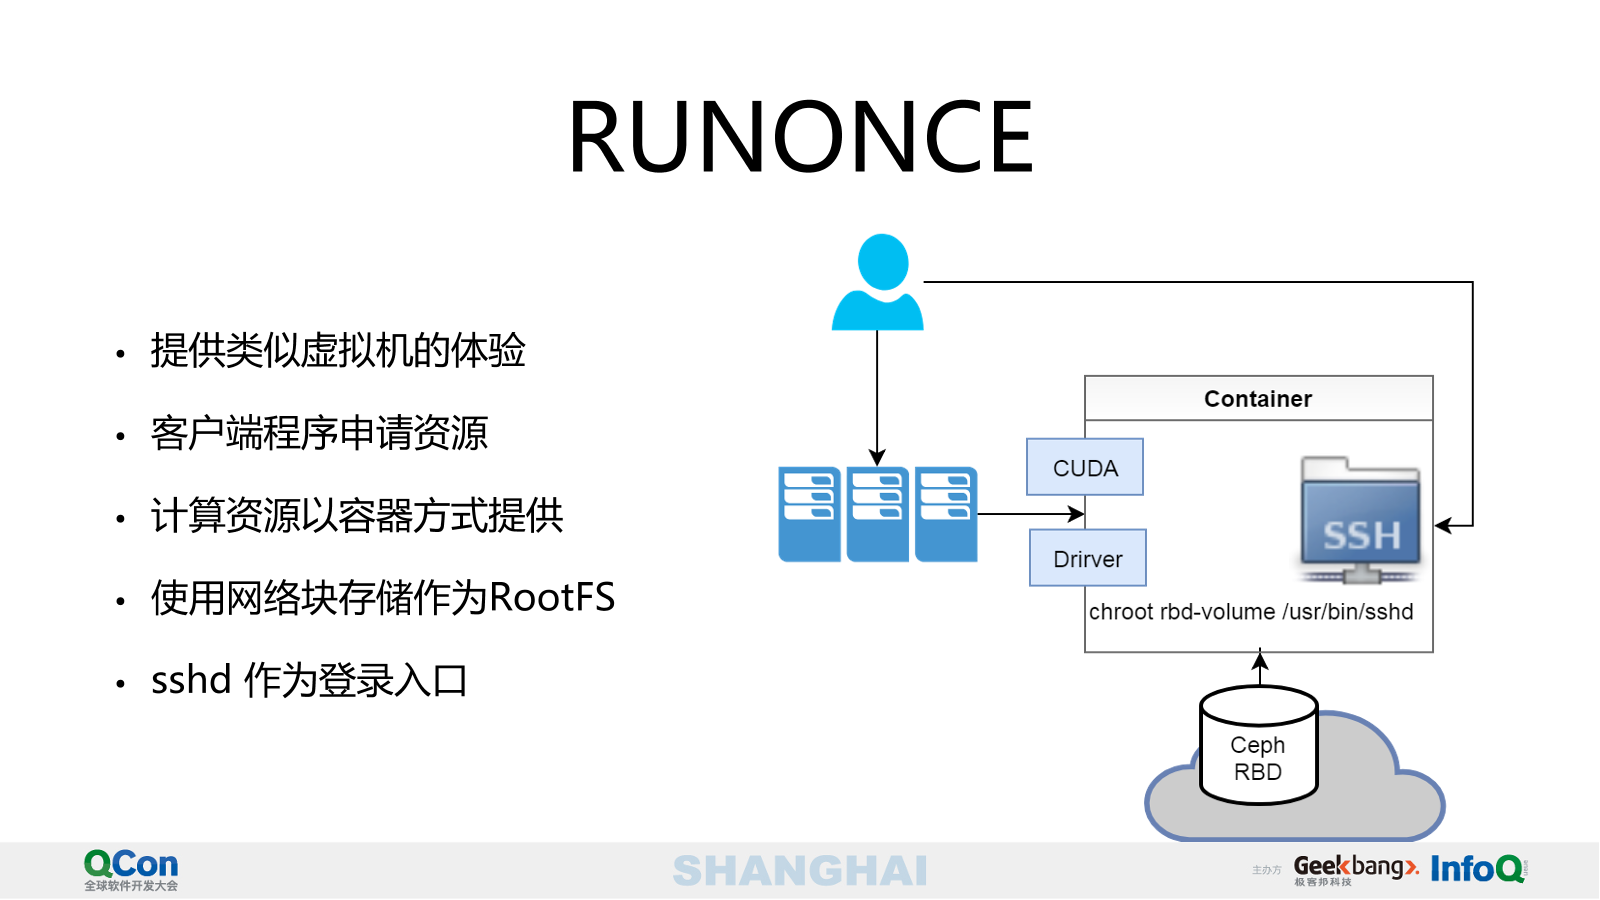 RUNONCE
• 提供类似虚拟机的体验
• 客户端程序申请资源
• 计算资源以容器方式提供
• 使用网络块存储作为RootFS
• sshd 作为登录入口
Container
CUDA
Drirver
SSH
chroot rbd-volume /usr/bin/sshd
Ceph
RBD
QCon
全球软件开发大会
SHANGHAI
主办方
Geekbang>.
极客邦科技
InfoQ